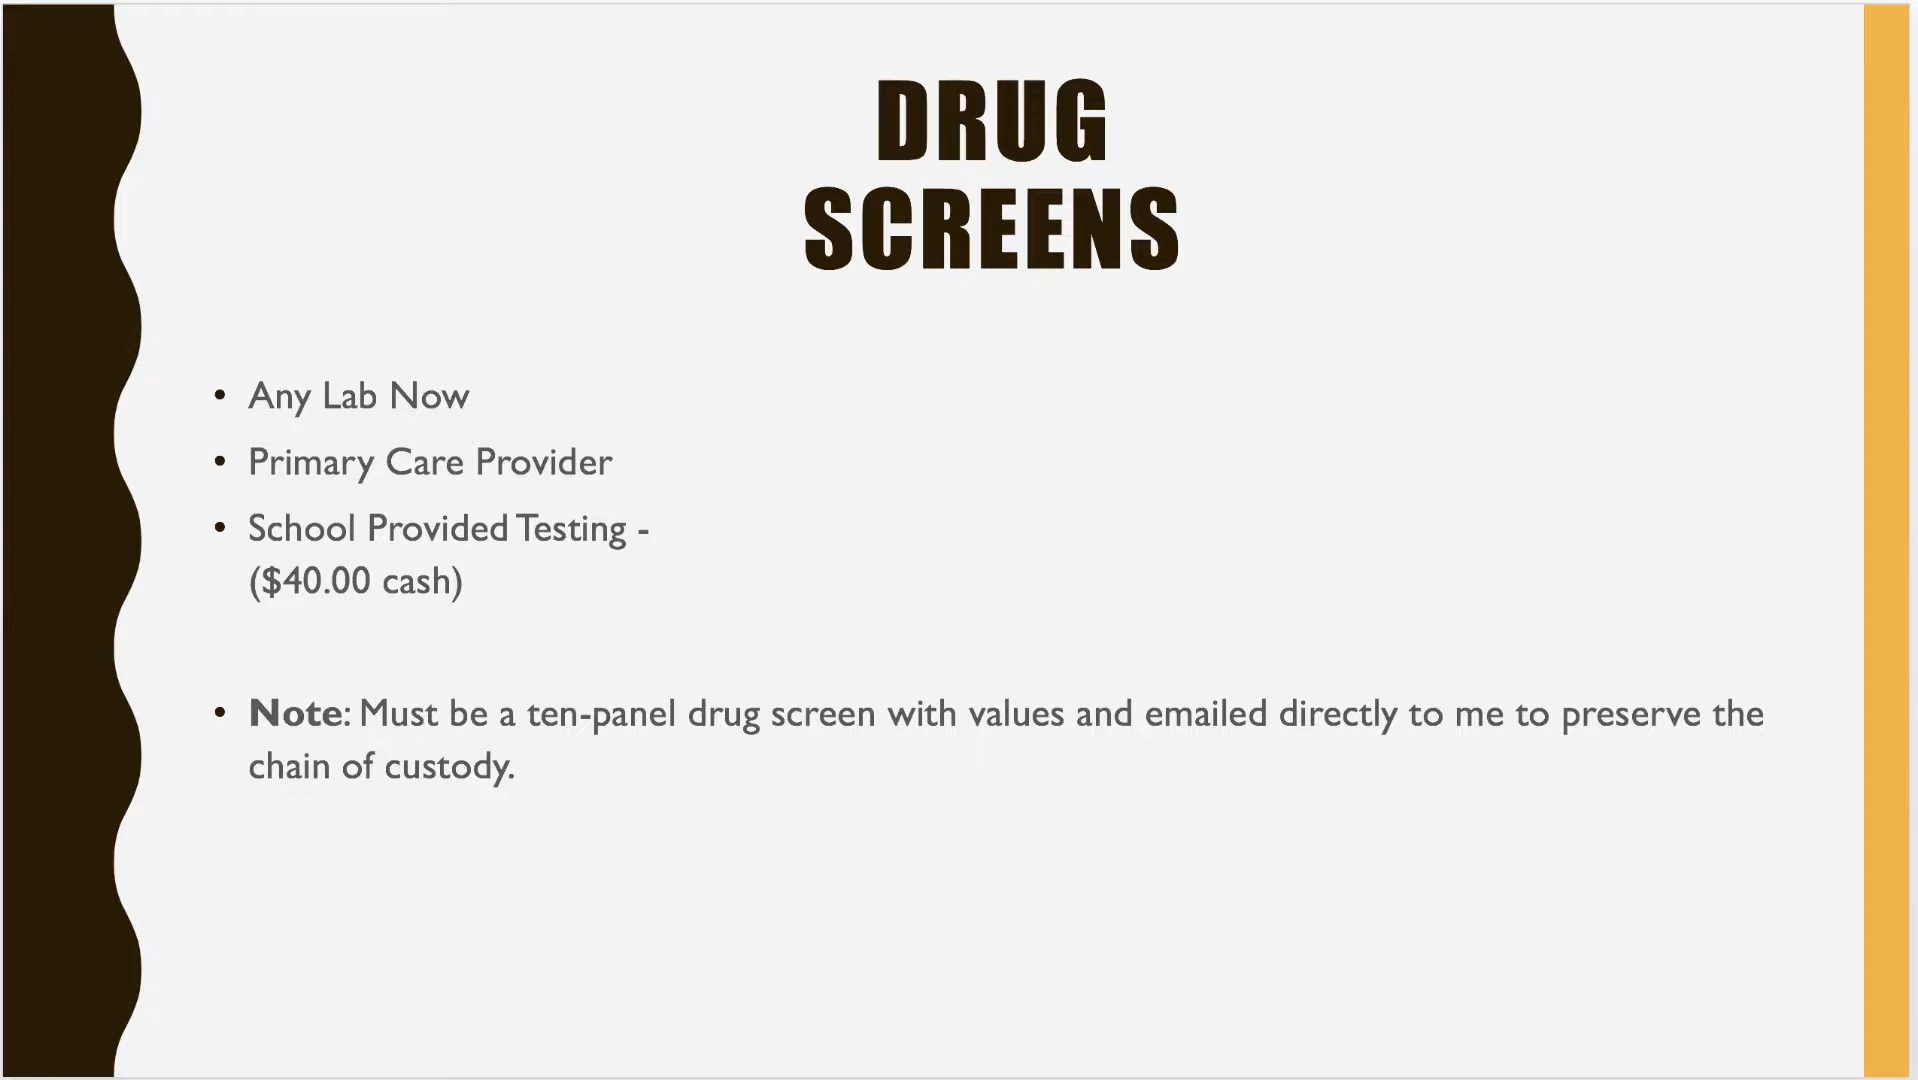 DRUG
SCREENS
• Any Lab Now
• Primary Care Provider
• School Provided Testing -
($40.00 cash)
• Note: Must be a ten-panel drug screen with values and emailed directly to me to preserve the
chain of custody.